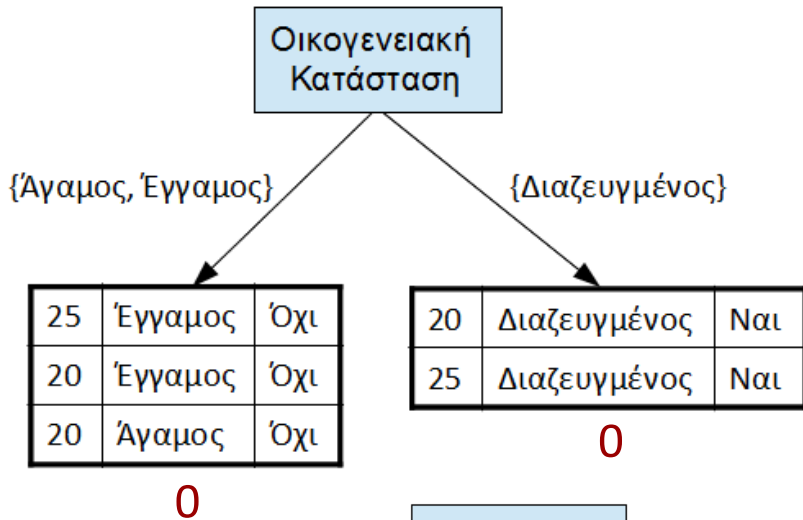 Οικογενειακή
Κατάσταση
{Άγαμος, Έγγαμος}
{Διαζευγμένος}
25 Έγγαμος Όχι
20 Έγγαμος Όχι
20 Άγαμος Όχι
0
20 Διαζευγμένος Ναι
25 Διαζευγμένος Ναι
0